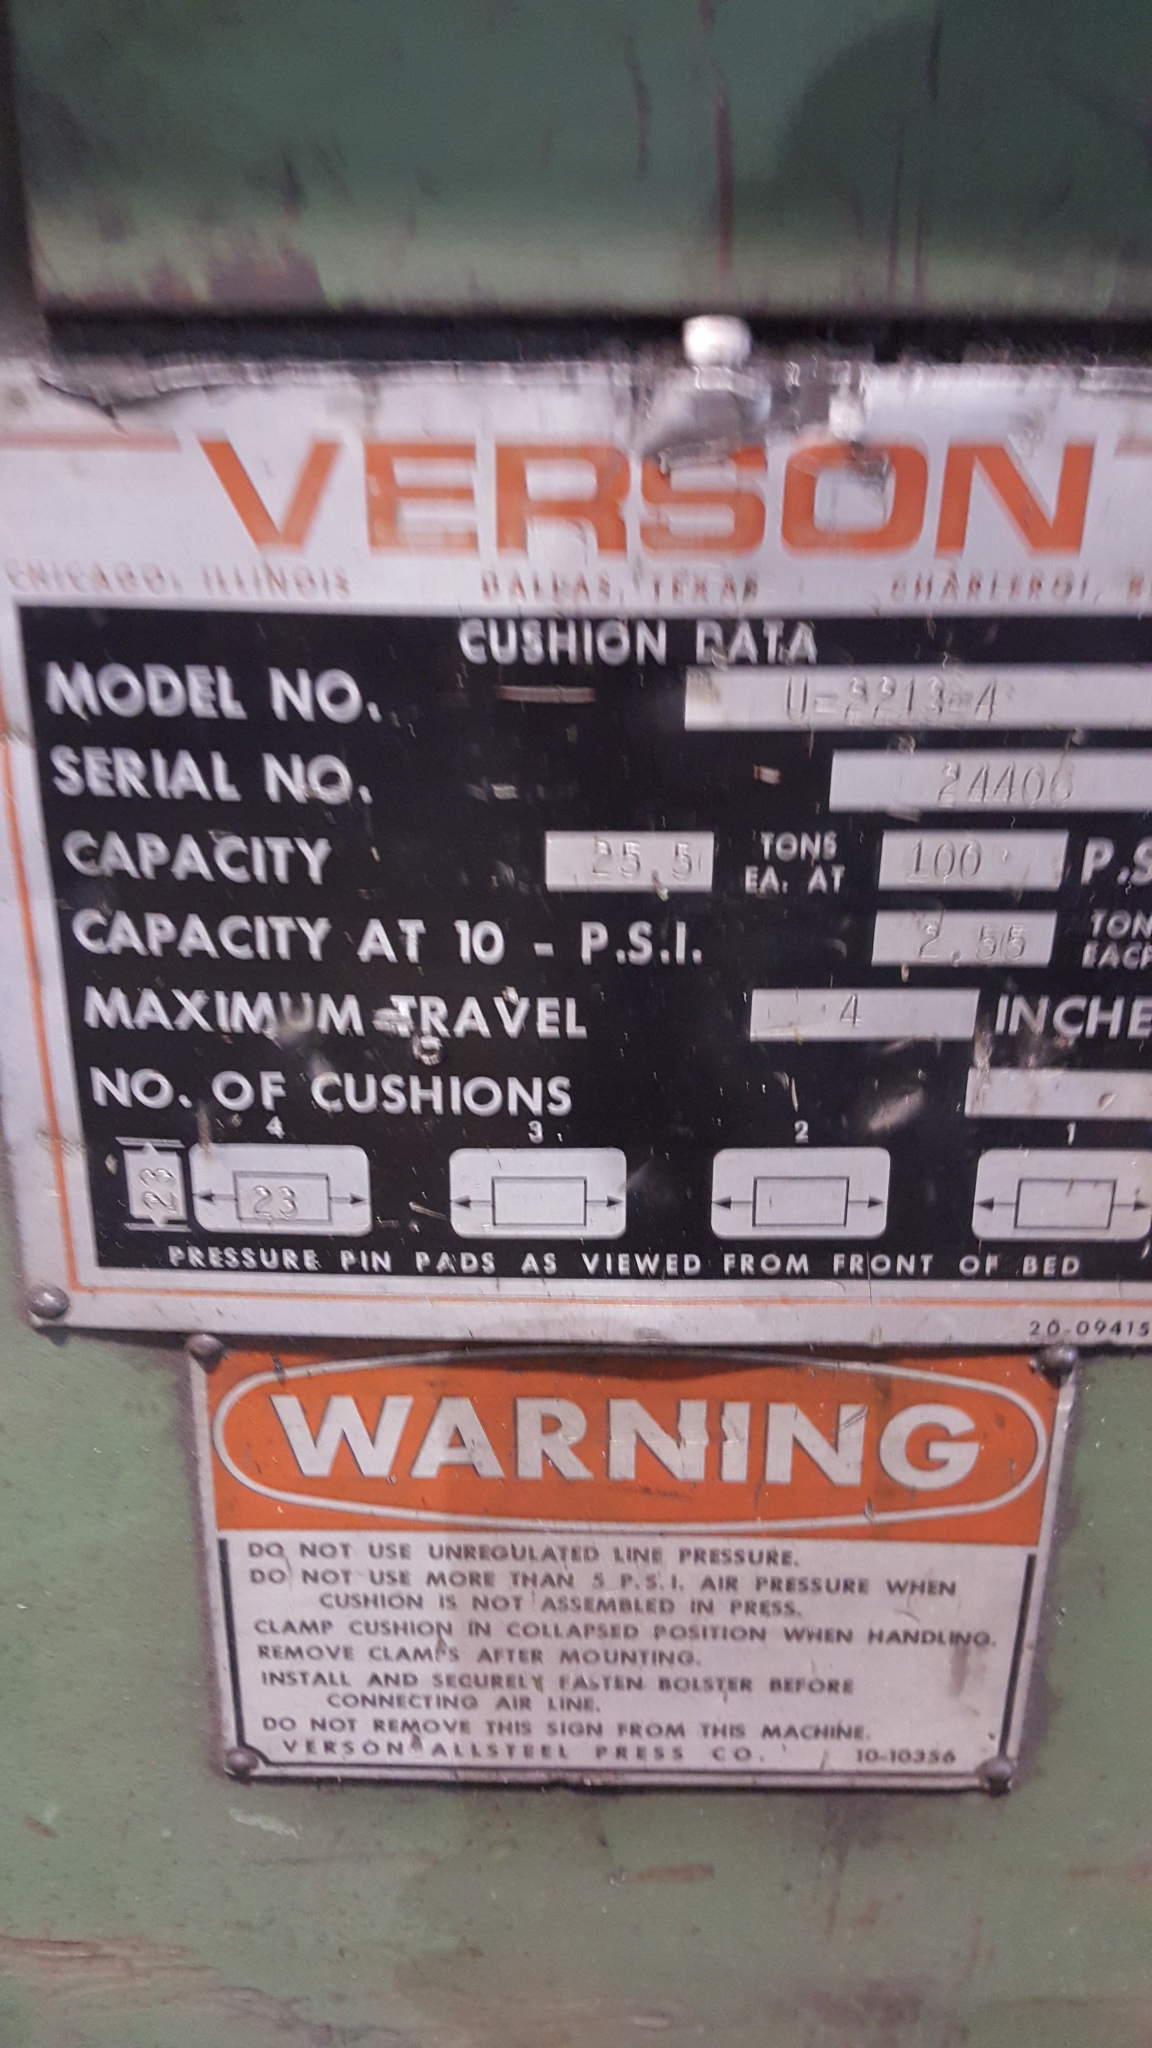 VERSON
CHICAGO, ILLINOIS DALLAS, TEXAS CHARLEROI,
CUSHION DATA
MODEL NO. U-2213-4
SERIAL NO. 24406
CAPACITY 25.5 TONS EA. AT 100 P.S
CAPACITY AT 10 - P.S.I. 2.55 TON EACH
MAXIMUM TRAVEL 4 INCHE
NO. OF CUSHIONS
4 3 2 1
23 23
PRESSURE PIN PADS AS VIEWED FROM FRONT OF BED
20-09415
WARNING
DO NOT USE UNREGULATED LINE PRESSURE.
DO NOT USE MORE THAN 5 P.S.I. AIR PRESSURE WHEN
CUSHION IS NOT ASSEMBLED IN PRESS.
CLAMP CUSHION IN COLLAPSED POSITION WHEN HANDLING.
REMOVE CLAMPS AFTER MOUNTING.
INSTALL AND SECURELY FASTEN BOLSTER BEFORE
CONNECTING AIR LINE.
DO NOT REMOVE THIS SIGN FROM THIS MACHINE.
VERSON ALLSTEEL PRESS CO. 10-10356